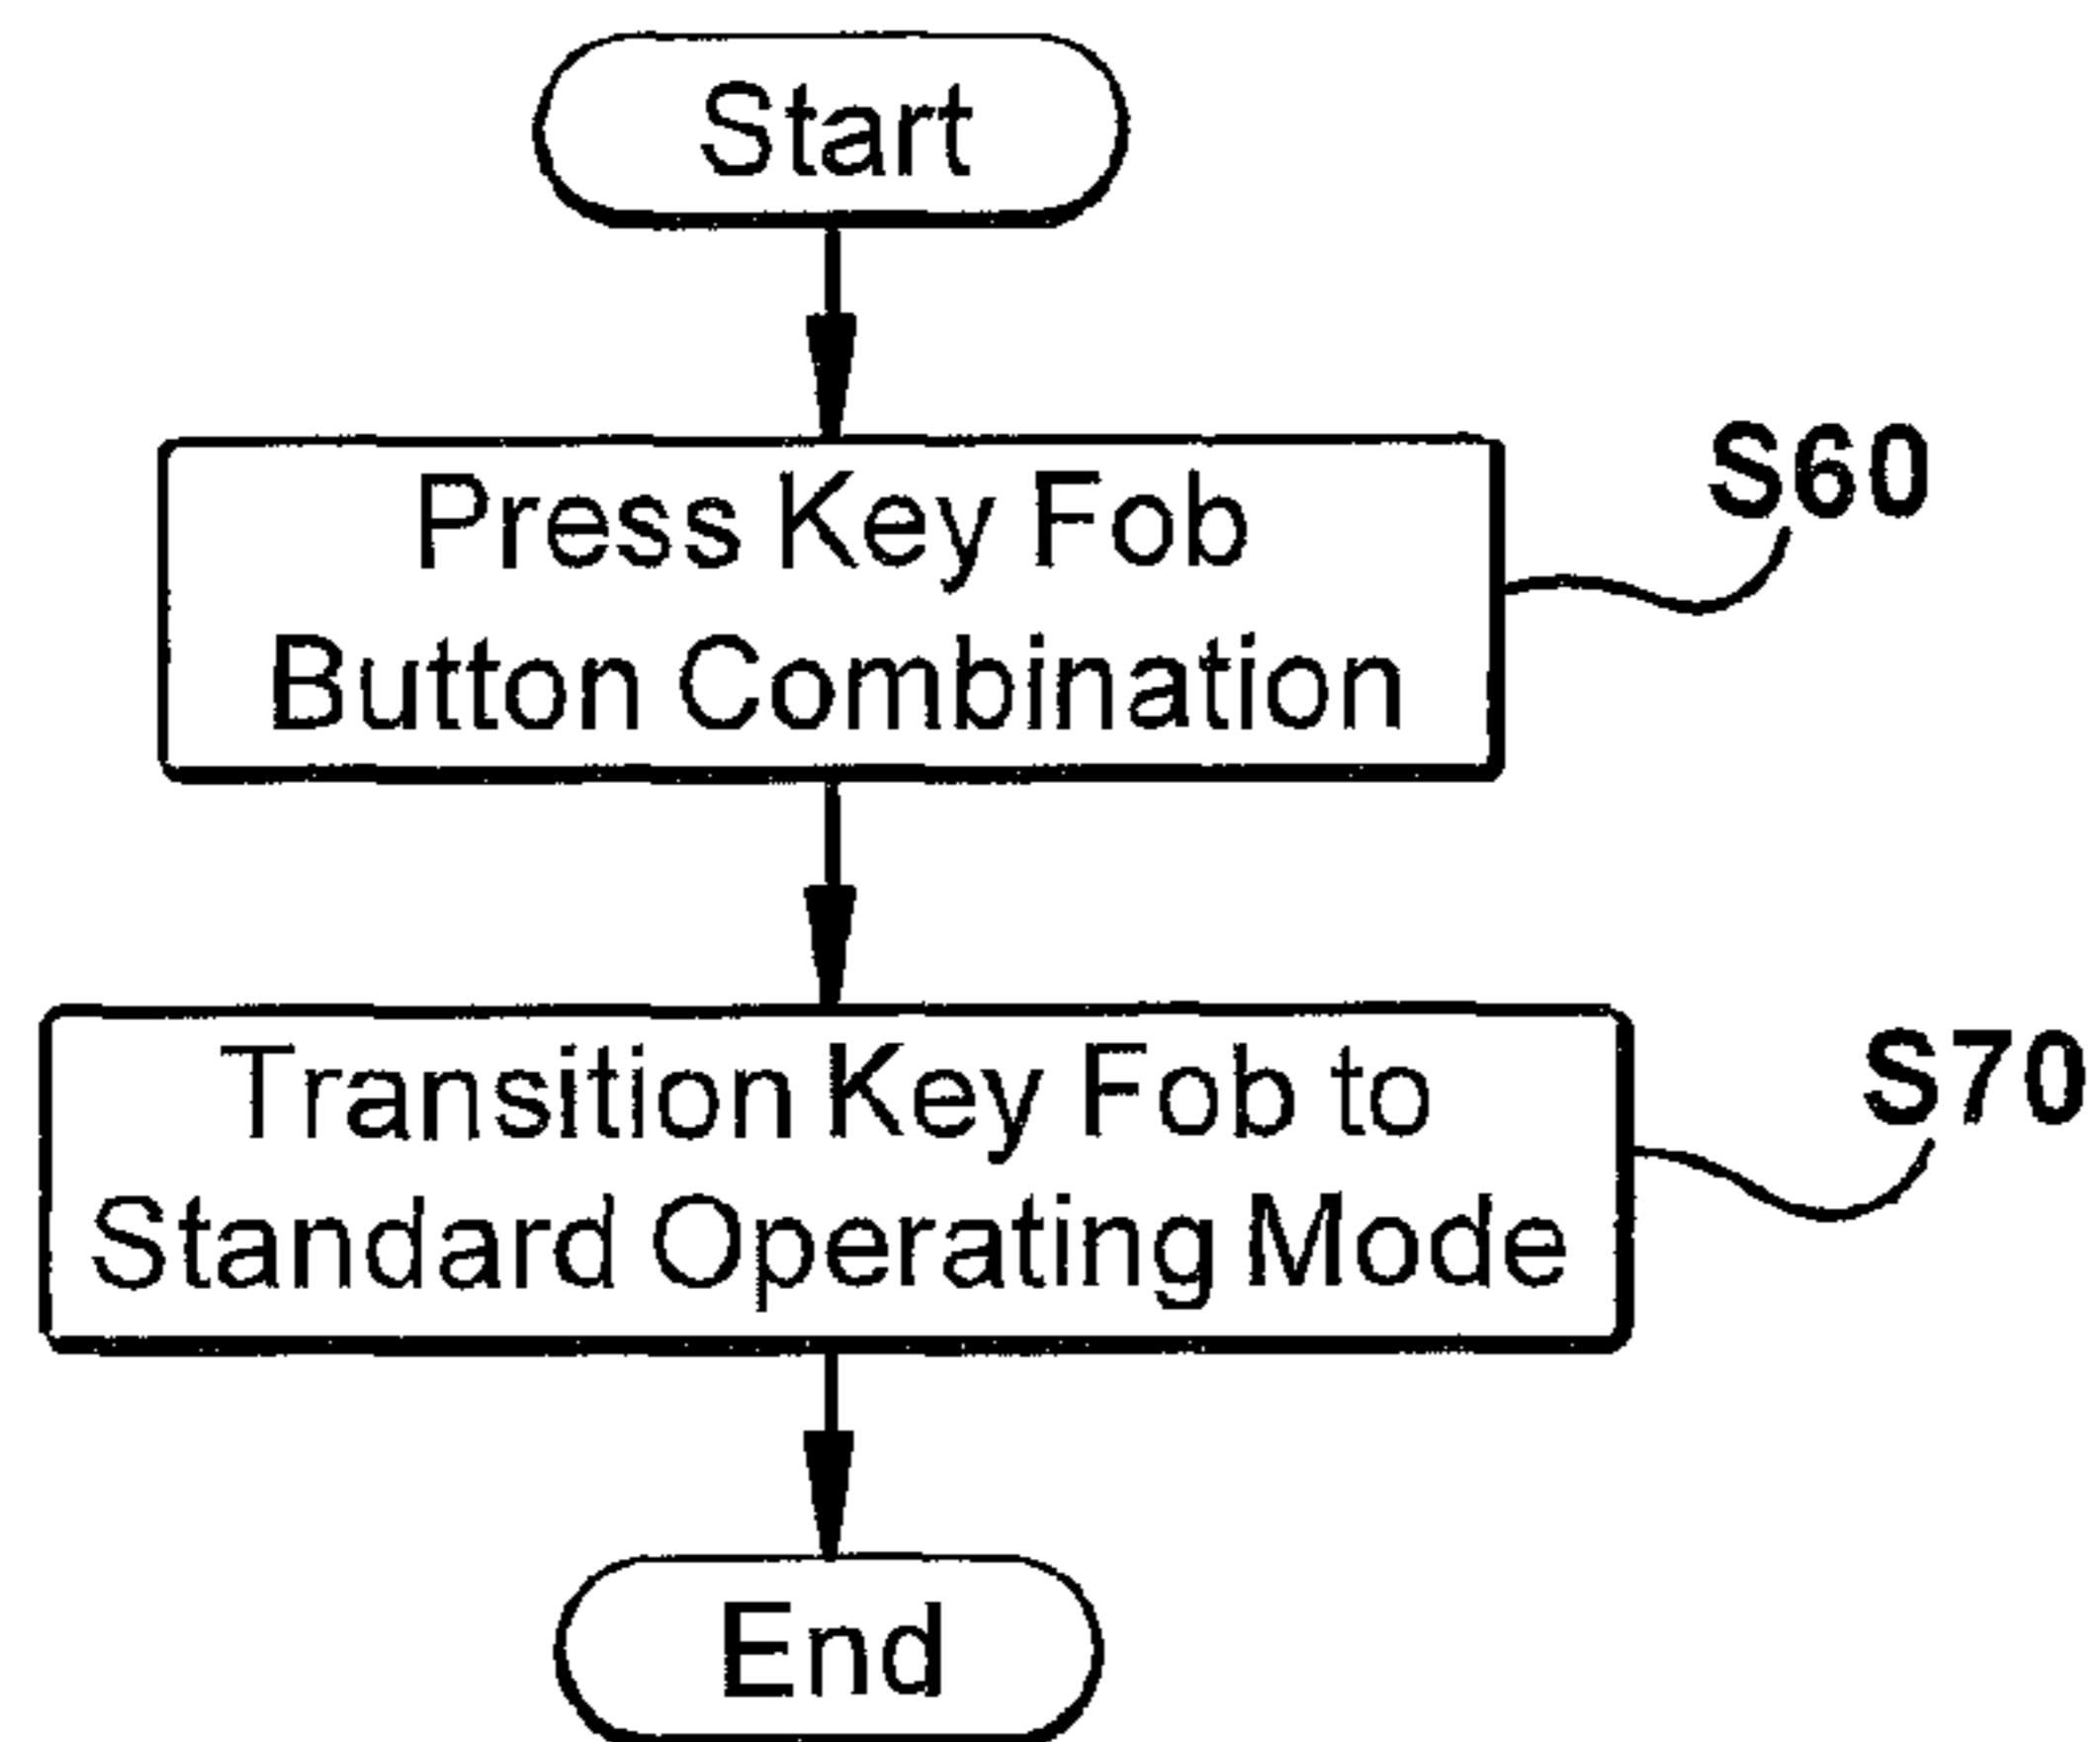 Start
Press Key Fob
Button Combination
S60
Transition Key Fob to
Standard Operating Mode
S70
End